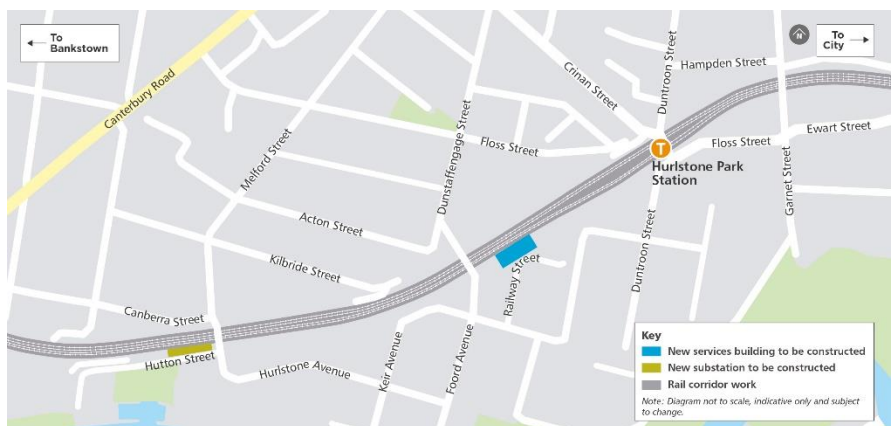 To
Bankstown
To
City
N
Canterbury Road
Melford Street
Dunstaffengage Street
Crinan Street
Duntroon Street
Hampden Street
Floss Street
Floss Street
Ewart Street
T
Hurlstone Park
Station
Garnet Street
Acton Street
Kilbride Street
Railway Street
Duntroon Street
Canberra Street
Hutton Street
Hurlstone Avenue
Keir Avenue
Foord Avenue
Key
New services building to be constructed
New substation to be constructed
Rail corridor work
Note: Diagram not to scale, indicative only and subject
to change.